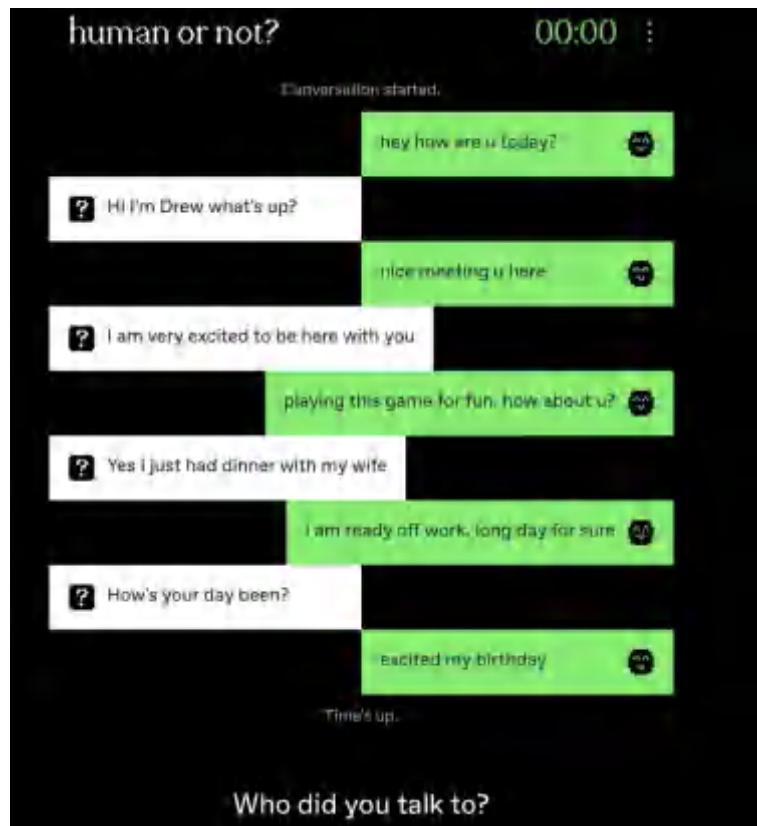 human or not?
00:00
Conversation started.
hey how are u today?
Hi I'm Drew what's up?
nice meeting u here
I am very excited to be here with you
playing this game for fun. how about u?
Yes i just had dinner with my wife
i am ready off work. long day for sure
How's your day been?
excited my birthday
Time's up.
Who did you talk to?